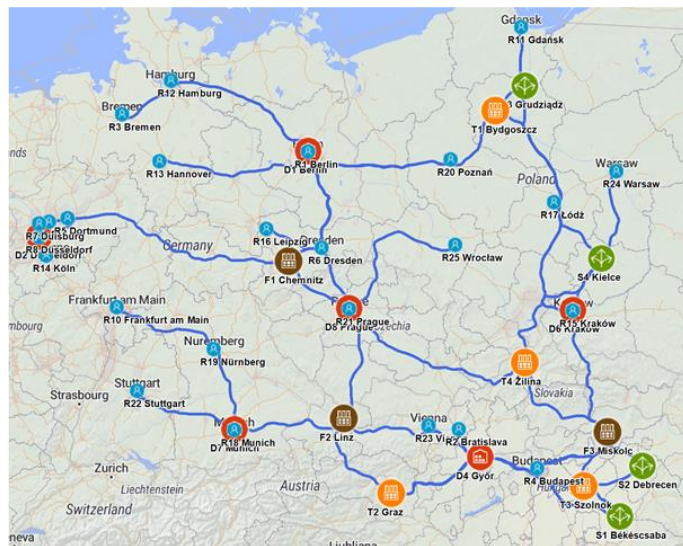 Gdansk
R11 Gdańsk
Hamburg
R12 Hamburg
Grudziądz
T1 Bydgoszcz
Bremen
R3 Bremen
R13 Hannover
R1 Berlin
D1 Berlin
R20 Poznań
Warsaw
R24 Warsaw
Poland
R17 Łódź
R5 Dortmund
R7 Duisburg
R8 Düsseldorf
R14 Köln
Germany
R16 Leipzig
Dresden
R6 Dresden
R25 Wrocław
F1 Chemnitz
S4 Kielce
Frankfurt am Main
R10 Frankfurt am Main
R21 Prague
D8 Prague
Czechia
R15 Kraków
D6 Kraków
Nuremberg
R19 Nürnberg
Strasbourg
Stuttgart
R22 Stuttgart
T4 Žilina
Slovakia
R18 Munich
D7 Munich
F2 Linz
Vienna
R23
R2 Bratislava
F3 Miskolc
Zurich
Liechtenstein
Switzerland
Austria
D4 Győr
R4 Budapest
S2 Debrecen
T2 Graz
T3 Szolnok
S1 Békéscsaba